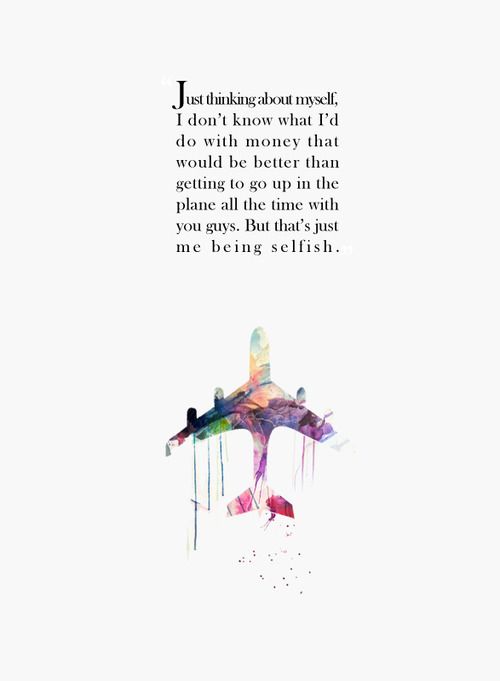 Just thinking about myself,
I don't know what I'd
do with money that
would be better than
getting to go up in the
plane all the time with
you guys. But that's just
me being selfish.